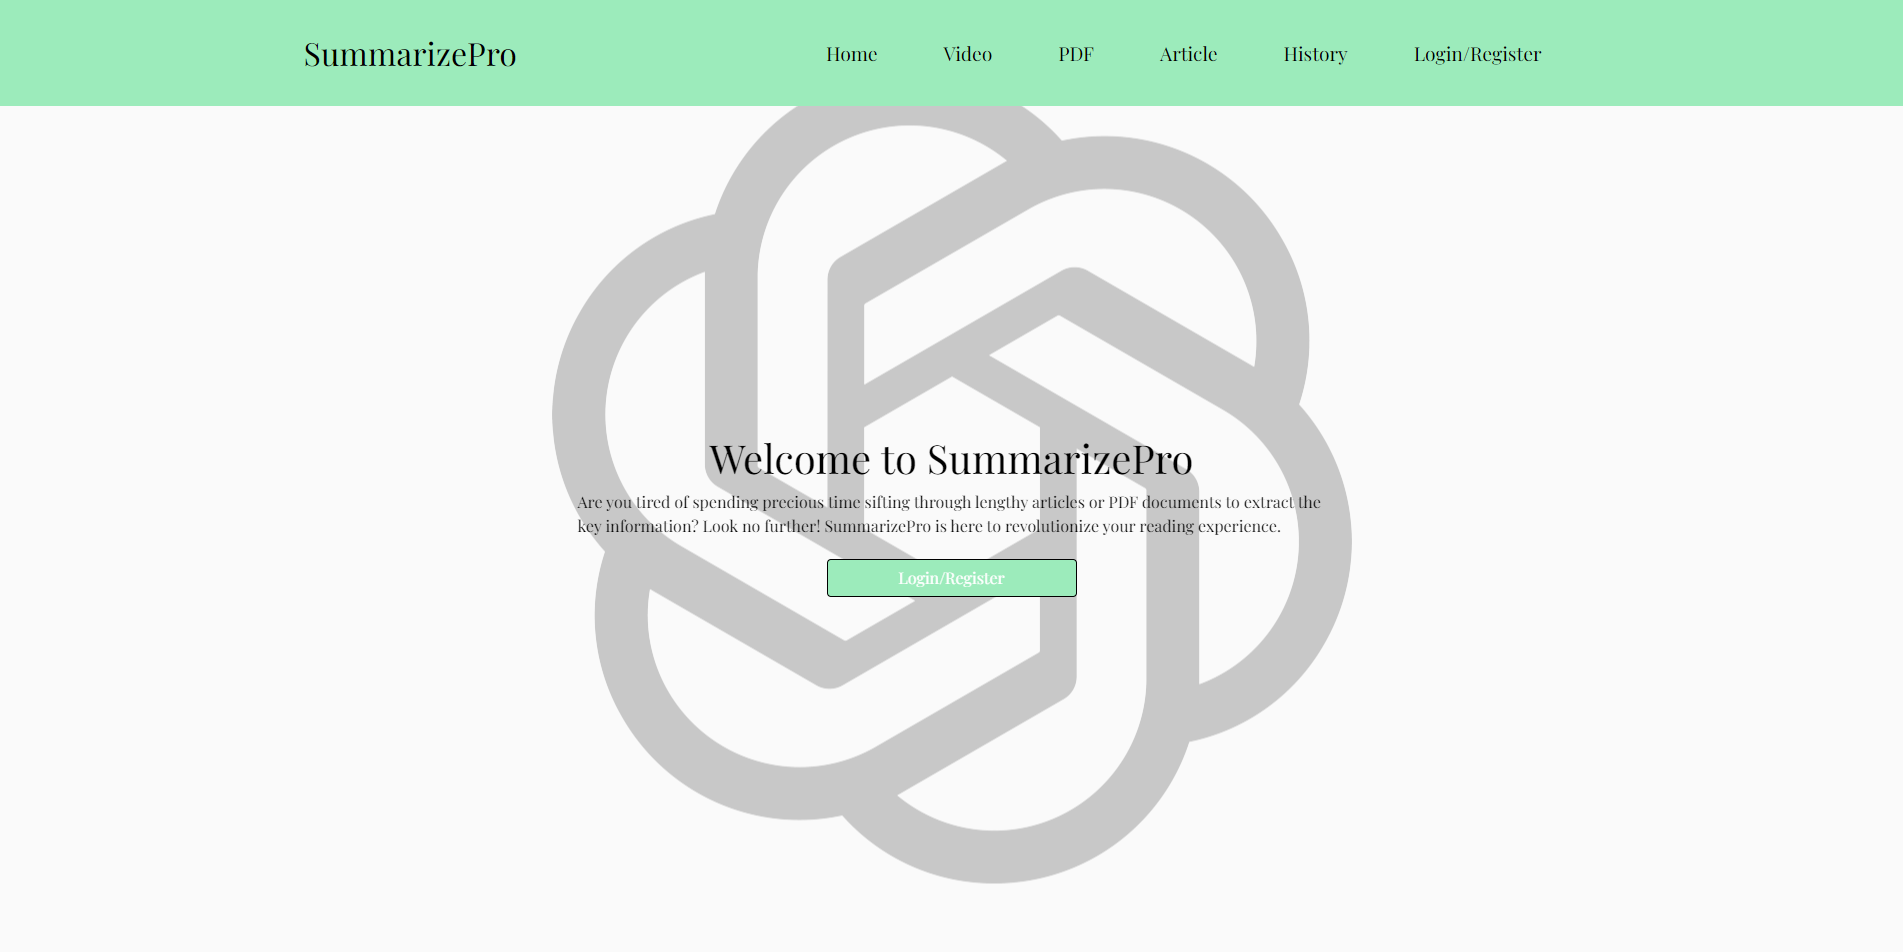 SummarizePro
Home
Video
PDF
Article
History
Login/Register
Welcome to SummarizePro
Are you tired of spending precious time sifting through lengthy articles or PDF documents to extract the
key information? Look no further! SummarizePro is here to revolutionize your reading experience.
Login/Register